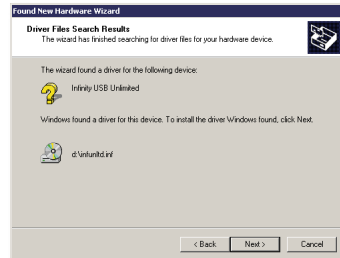 Found New Hardware Wizard
Driver Files Search Results
The wizard has finished searching for driver files for your hardware device.
The wizard found a driver for the following device:
Infinity USB Unlimited
Windows found a driver for this device. To install the driver Windows found, click Next.
d:\infunltd.inf
< Back Next > Cancel